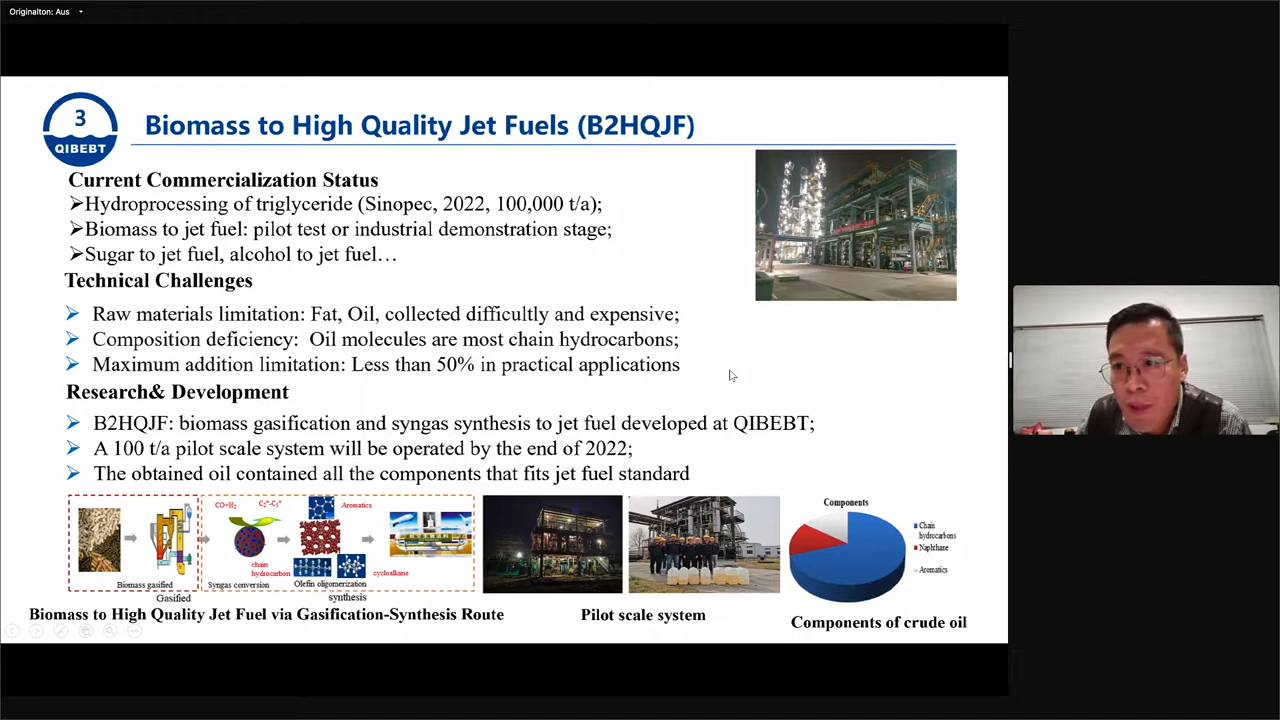 Originalton: Aus
3
QIBEBT
Biomass to High Quality Jet Fuels (B2HQJF)
Current Commercialization Status
➢Hydroprocessing of triglyceride (Sinopec, 2022, 100,000 t/a);
➢Biomass to jet fuel: pilot test or industrial demonstration stage;
➢Sugar to jet fuel, alcohol to jet fuel…
Technical Challenges
➢ Raw materials limitation: Fat, Oil, collected difficultly and expensive;
➢ Composition deficiency: Oil molecules are most chain hydrocarbons;
➢ Maximum addition limitation: Less than 50% in practical applications
Research& Development
➢ B2HQJF: biomass gasification and syngas synthesis to jet fuel developed at QIBEBT;
➢ A 100 t/a pilot scale system will be operated by the end of 2022;
➢ The obtained oil contained all the components that fits jet fuel standard
CO+H₂
Aromatics
chain
hydrocarbon
cycloalkane
Biomass gasified
Syngas conversion
Olefin oligomerization
Gasified
synthesis
Biomass to High Quality Jet Fuel via Gasification-Synthesis Route
Pilot scale system
Components
Chain
hydrocarbons
Naphthane
Aromatics
Components of crude oil